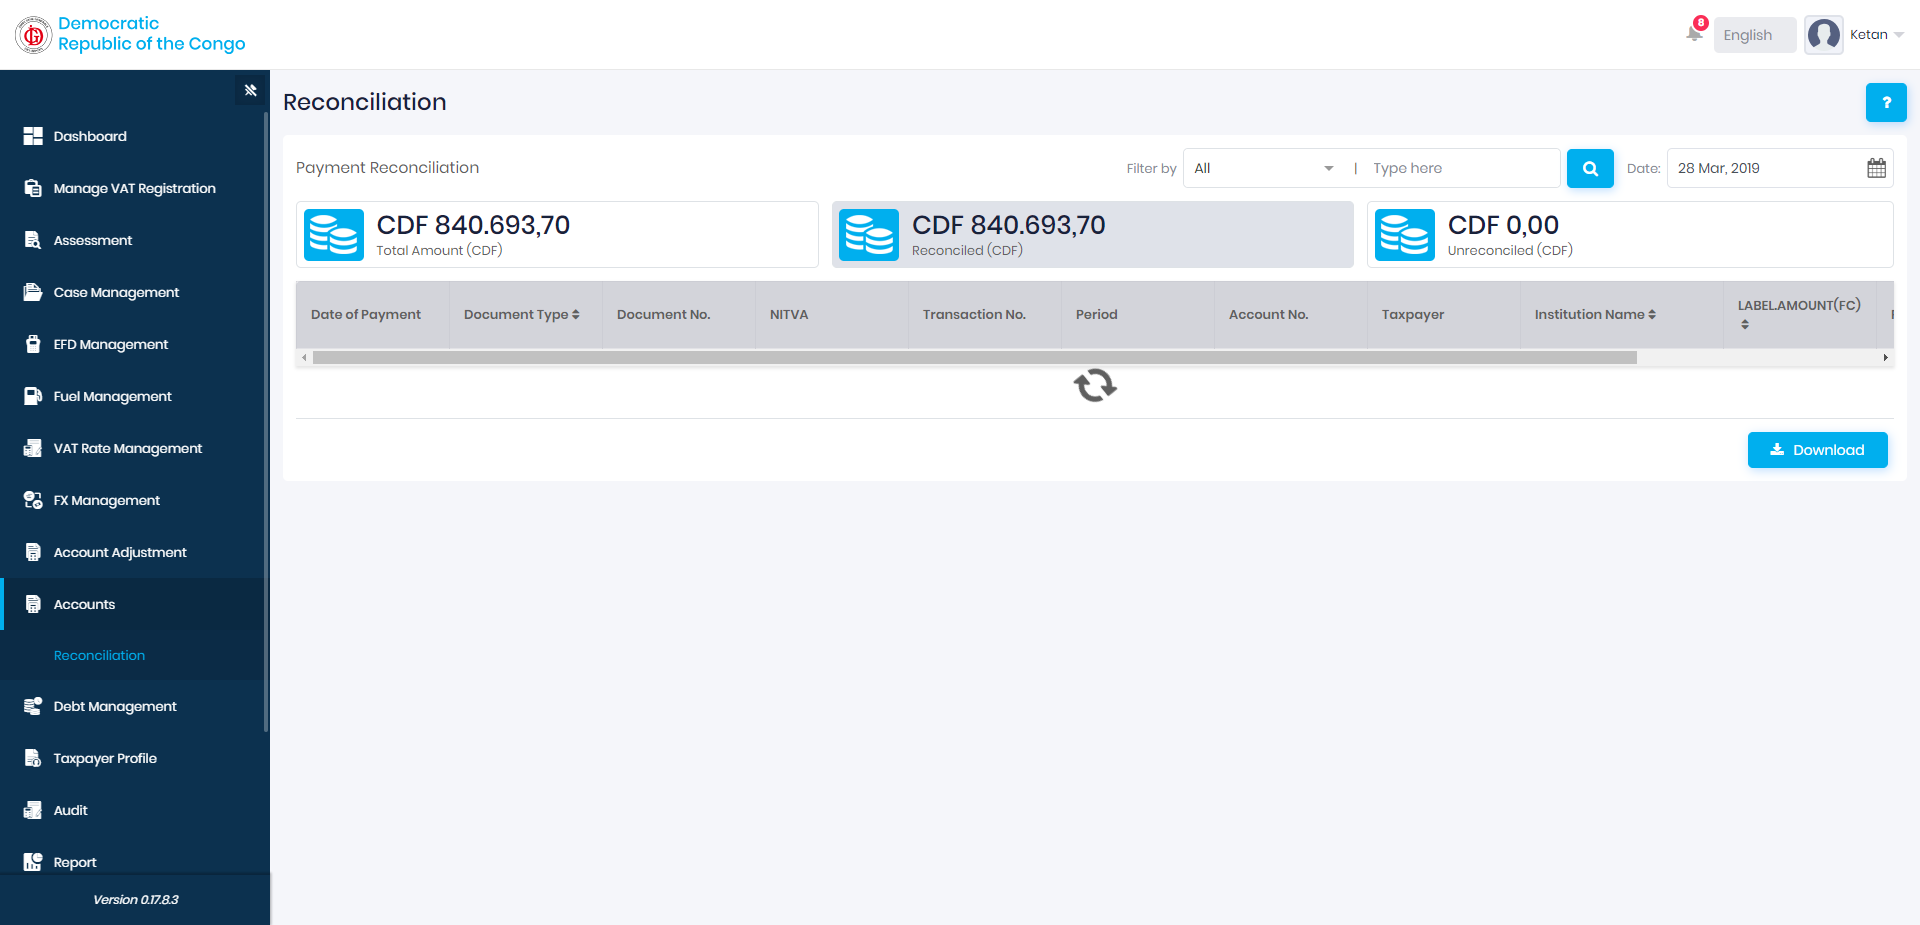 Democratic
Republic of the Congo
8
English
Ketan
Dashboard
Manage VAT Registration
Assessment
Case Management
EFD Management
Fuel Management
VAT Rate Management
FX Management
Account Adjustment
Accounts
Reconciliation
Debt Management
Taxpayer Profile
Audit
Report
Version 0.17.8.3
Reconciliation
?
Payment Reconciliation
Filter by
All
|
Type here
Date:
28 Mar, 2019
CDF 840.693,70
Total Amount (CDF)
CDF 840.693,70
Reconciled (CDF)
CDF 0,00
Unreconciled (CDF)
Date of Payment
Document Type
Document No.
NITVA
Transaction No.
Period
Account No.
Taxpayer
Institution Name
LABEL.AMOUNT(FC)
Download